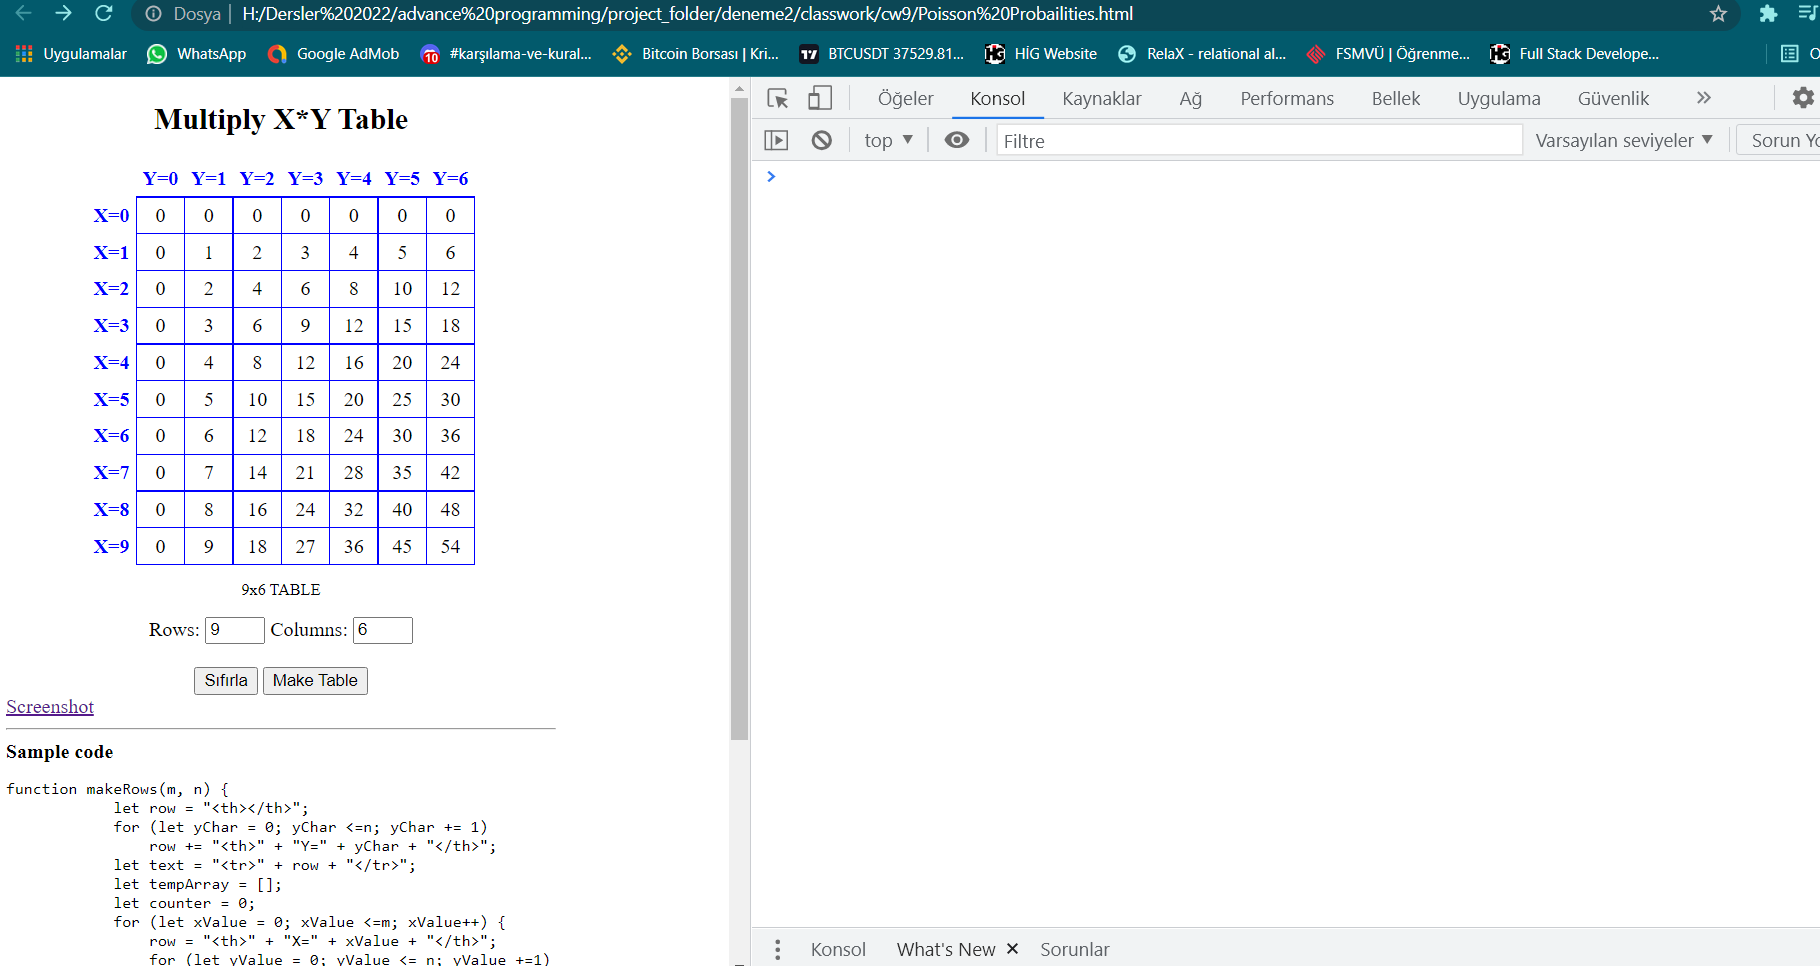 Dosya | H:/Dersler%202022/advance%20programming/project_folder/deneme2/classwork/cw9/Poisson%20Probailities.html
Uygulamalar WhatsApp Google AdMob 10 #karşılama-ve-kural... Bitcoin Borsası | Kri... BTCUSDT 37529.81... HİG Website RelaX - relational al... FSMVÜ | Öğrenme... Full Stack Develope...
Multiply X*Y Table
Y=0 Y=1 Y=2 Y=3 Y=4 Y=5 Y=6
X=0 0 0 0 0 0 0 0
X=1 0 1 2 3 4 5 6
X=2 0 2 4 6 8 10 12
X=3 0 3 6 9 12 15 18
X=4 0 4 8 12 16 20 24
X=5 0 5 10 15 20 25 30
X=6 0 6 12 18 24 30 36
X=7 0 7 14 21 28 35 42
X=8 0 8 16 24 32 40 48
X=9 0 9 18 27 36 45 54
9x6 TABLE
Rows: 9 Columns: 6
Sıfırla Make Table
Screenshot
Sample code
function makeRows(m, n) {
let row = "<th></th>";
for (let yChar = 0; yChar <=n; yChar += 1)
row += "<th>" + "Y=" + yChar + "</th>";
let text = "<tr>" + row + "</tr>";
let tempArray = [];
let counter = 0;
for (let xValue = 0; xValue <=m; xValue++) {
row = "<th>" + "X=" + xValue + "</th>";
for (let yValue = 0; yValue <= n; yValue +=1)
Öğeler Konsol Kaynaklar Ağ Performans Bellek Uygulama Güvenlik »
top ▼ Filtre Varsayılan seviyeler ▼ Sorun Yo
>
Konsol What's New × Sorunlar